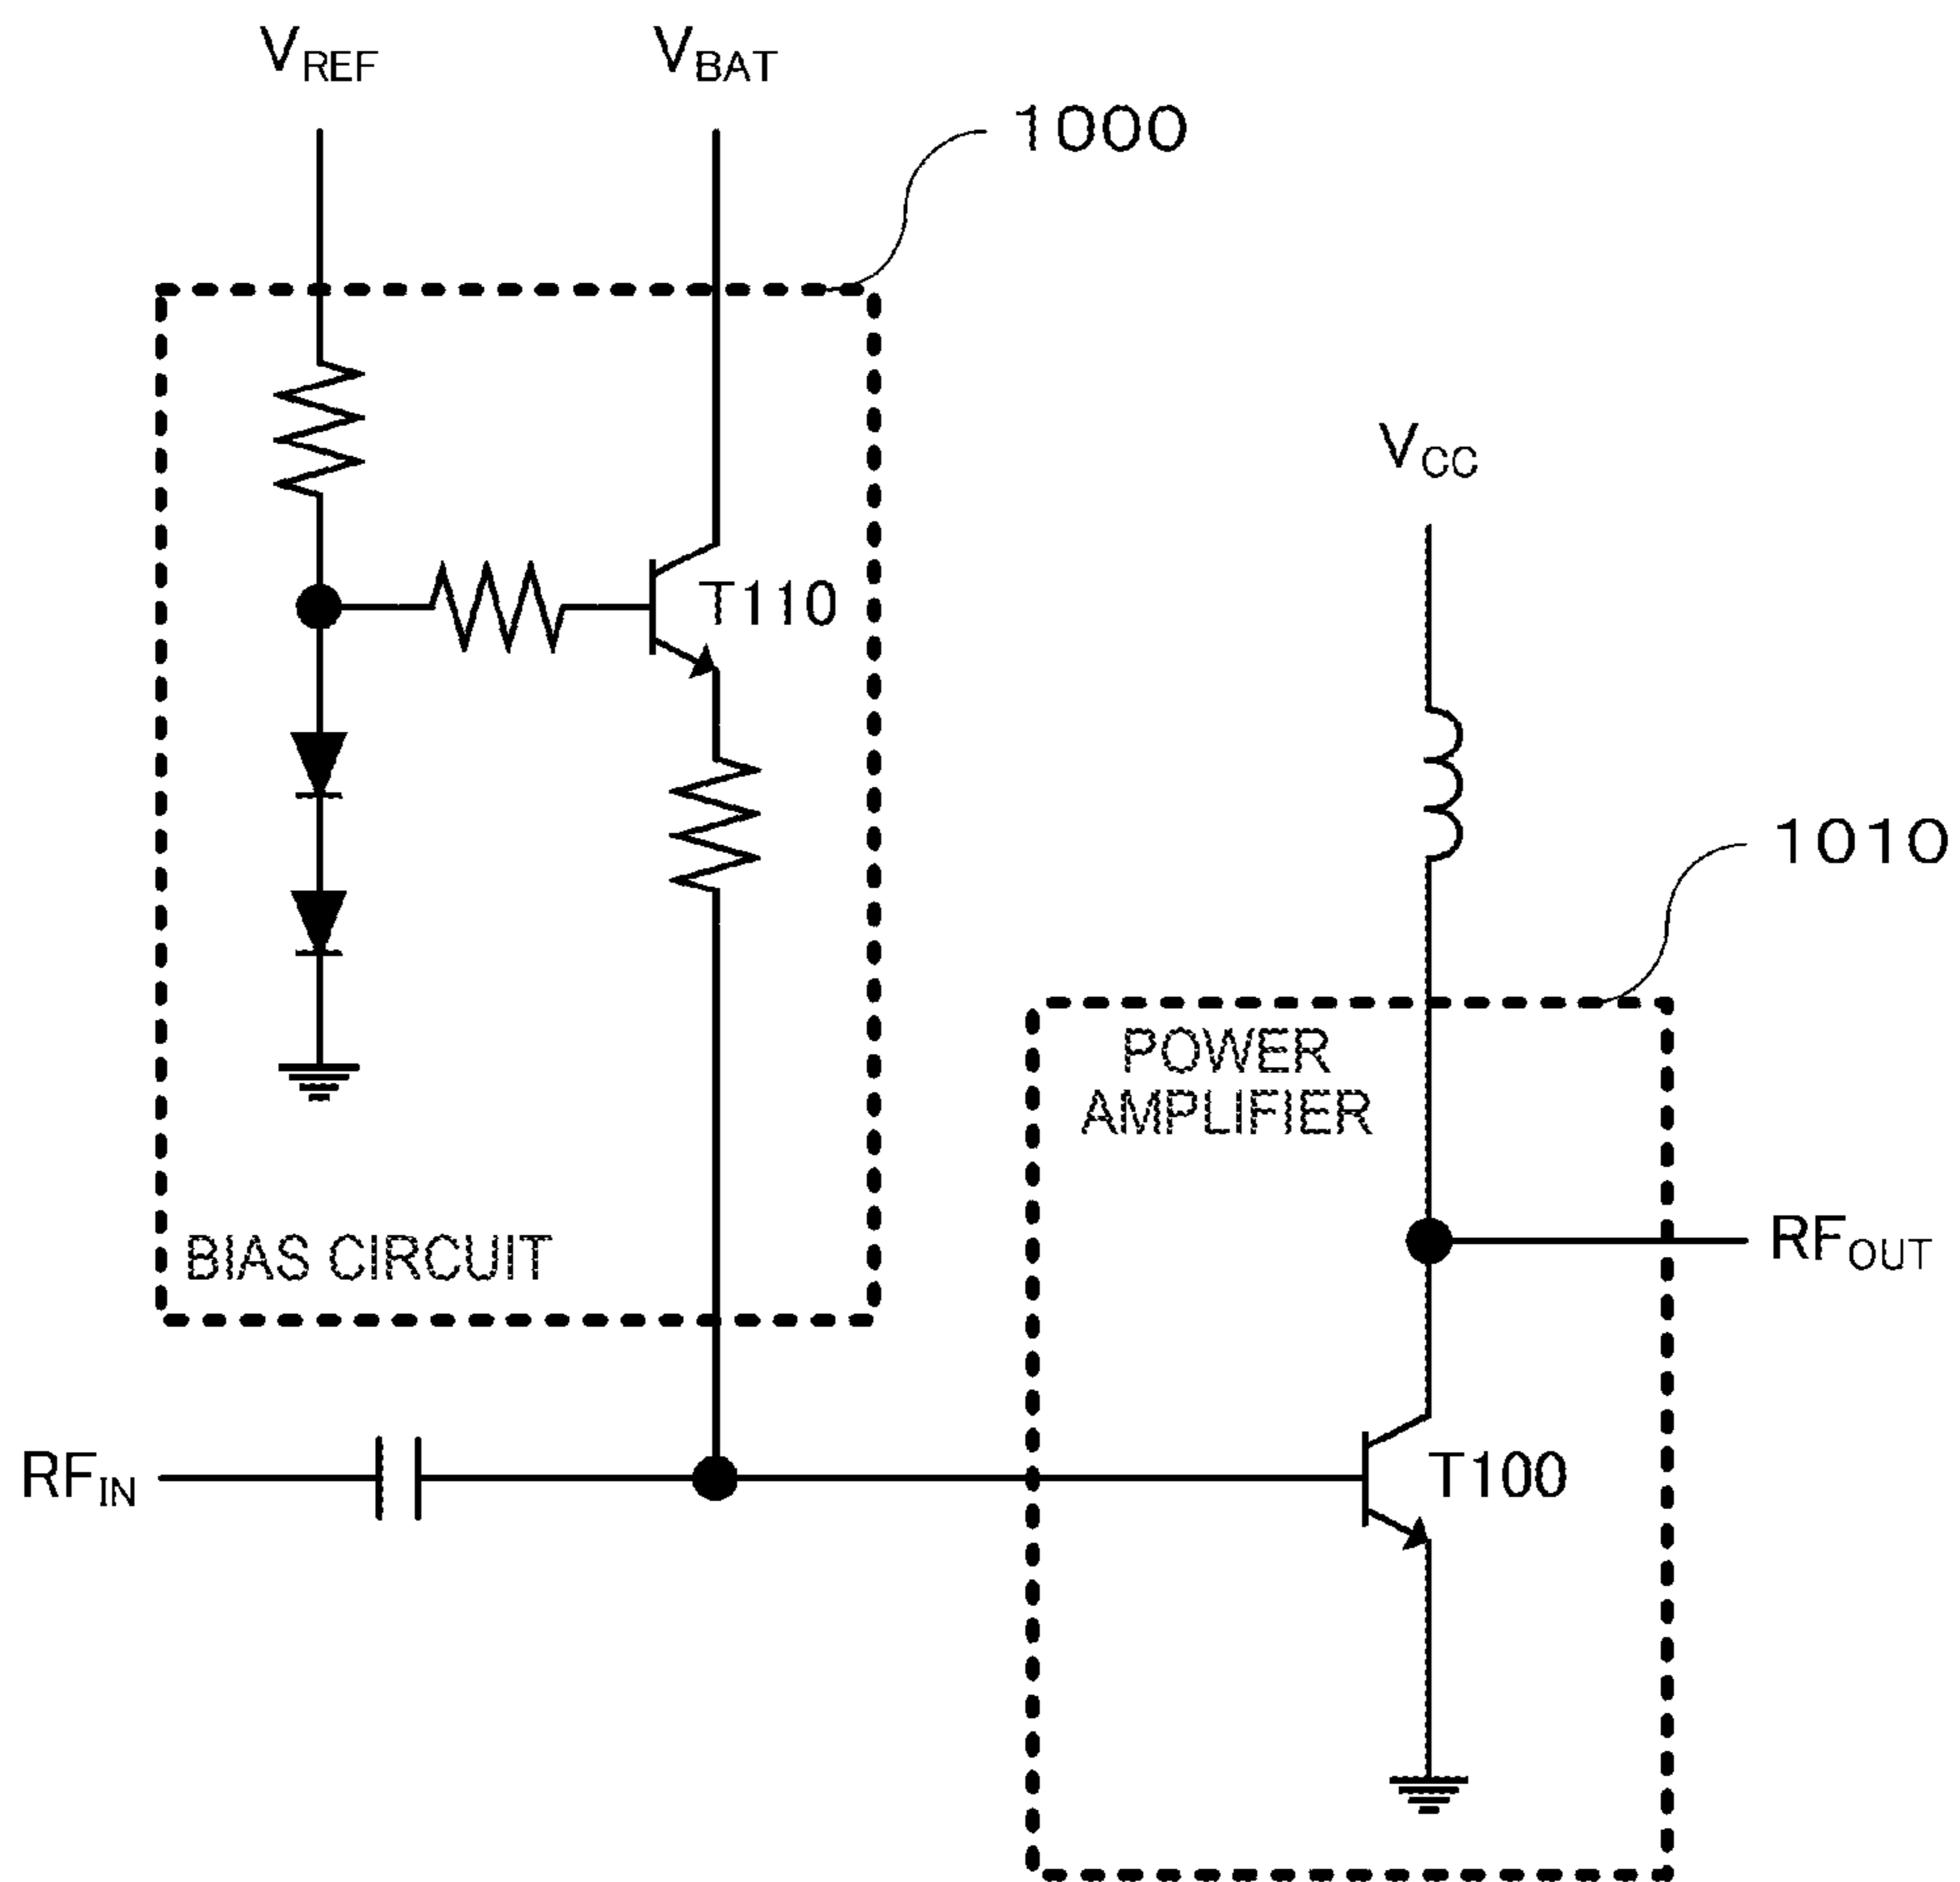 VREF
VBAT
1000
T110
VCC
1010
POWER
AMPLIFIER
BIAS CIRCUIT
RFOUT
RFIN
T100